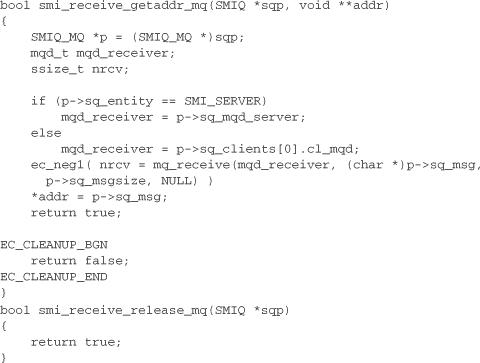 bool smi_receive_getaddr_mq(SMIQ *sqp, void **addr)
{
    SMIQ_MQ *p = (SMIQ_MQ *)sqp;
    mqd_t mqd_receiver;
    ssize_t nrcv;

    if (p->sq_entity == SMI_SERVER)
        mqd_receiver = p->sq_mqd_server;
    else
        mqd_receiver = p->sq_clients[0].cl_mqd;
    ec_neg1( nrcv = mq_receive(mqd_receiver, (char *)p->sq_msg,
      p->sq_msgsize, NULL) )
    *addr = p->sq_msg;
    return true;

EC_CLEANUP_BGN
    return false;
EC_CLEANUP_END
}
bool smi_receive_release_mq(SMIQ *sqp)
{
    return true;
}